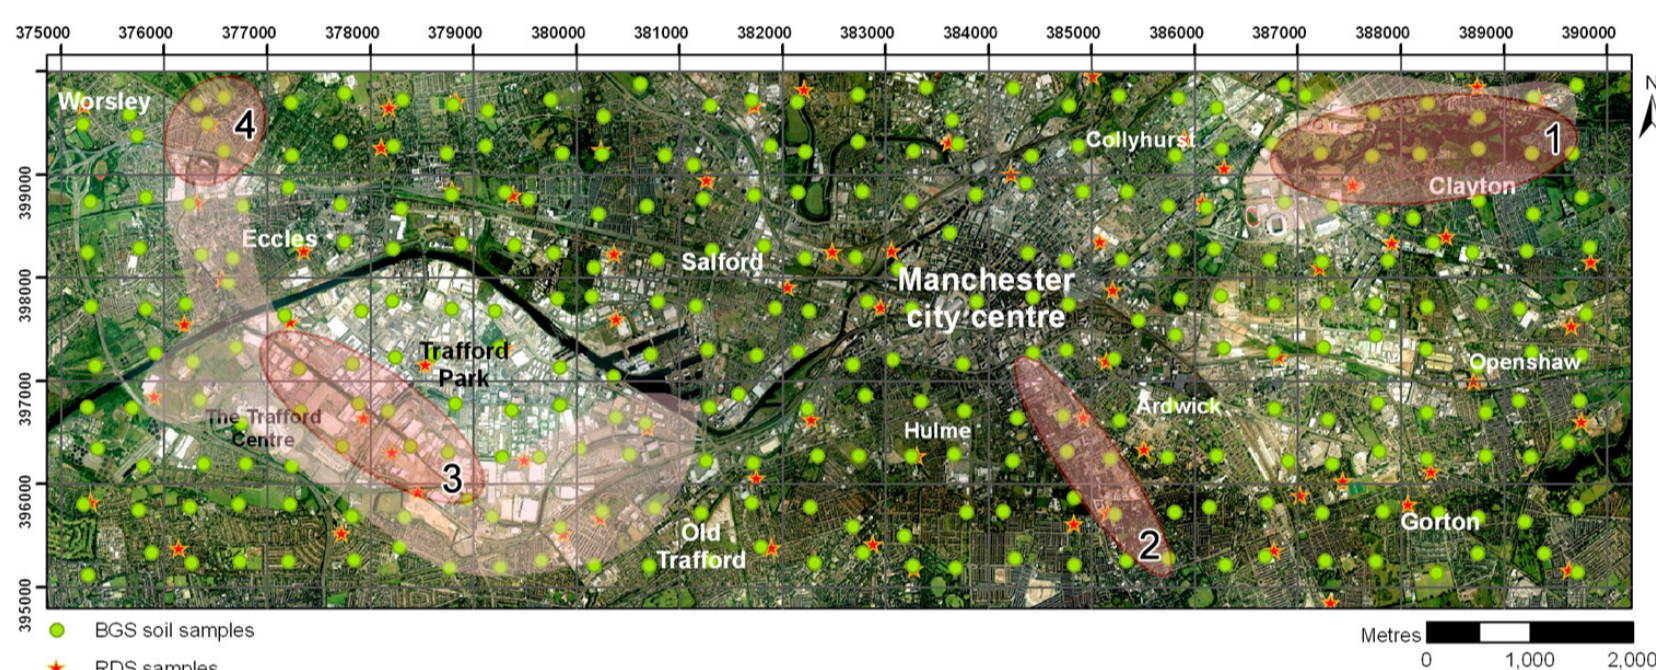 375000 376000 377000 378000 379000 380000 381000 382000 383000 384000 385000 386000 387000 388000 389000 390000
N
Worsley
4
Collyhurst
1
399000
Clayton
Eccles
Salford
398000
Manchester
city centre
Trafford
Park
Openshaw
397000
The Trafford
Centre
Ardwick
Hulme
3
396000
Old
Trafford
Gorton
2
395000
BGS soil samples
Metres
RDS samples
0 1,000 2,000